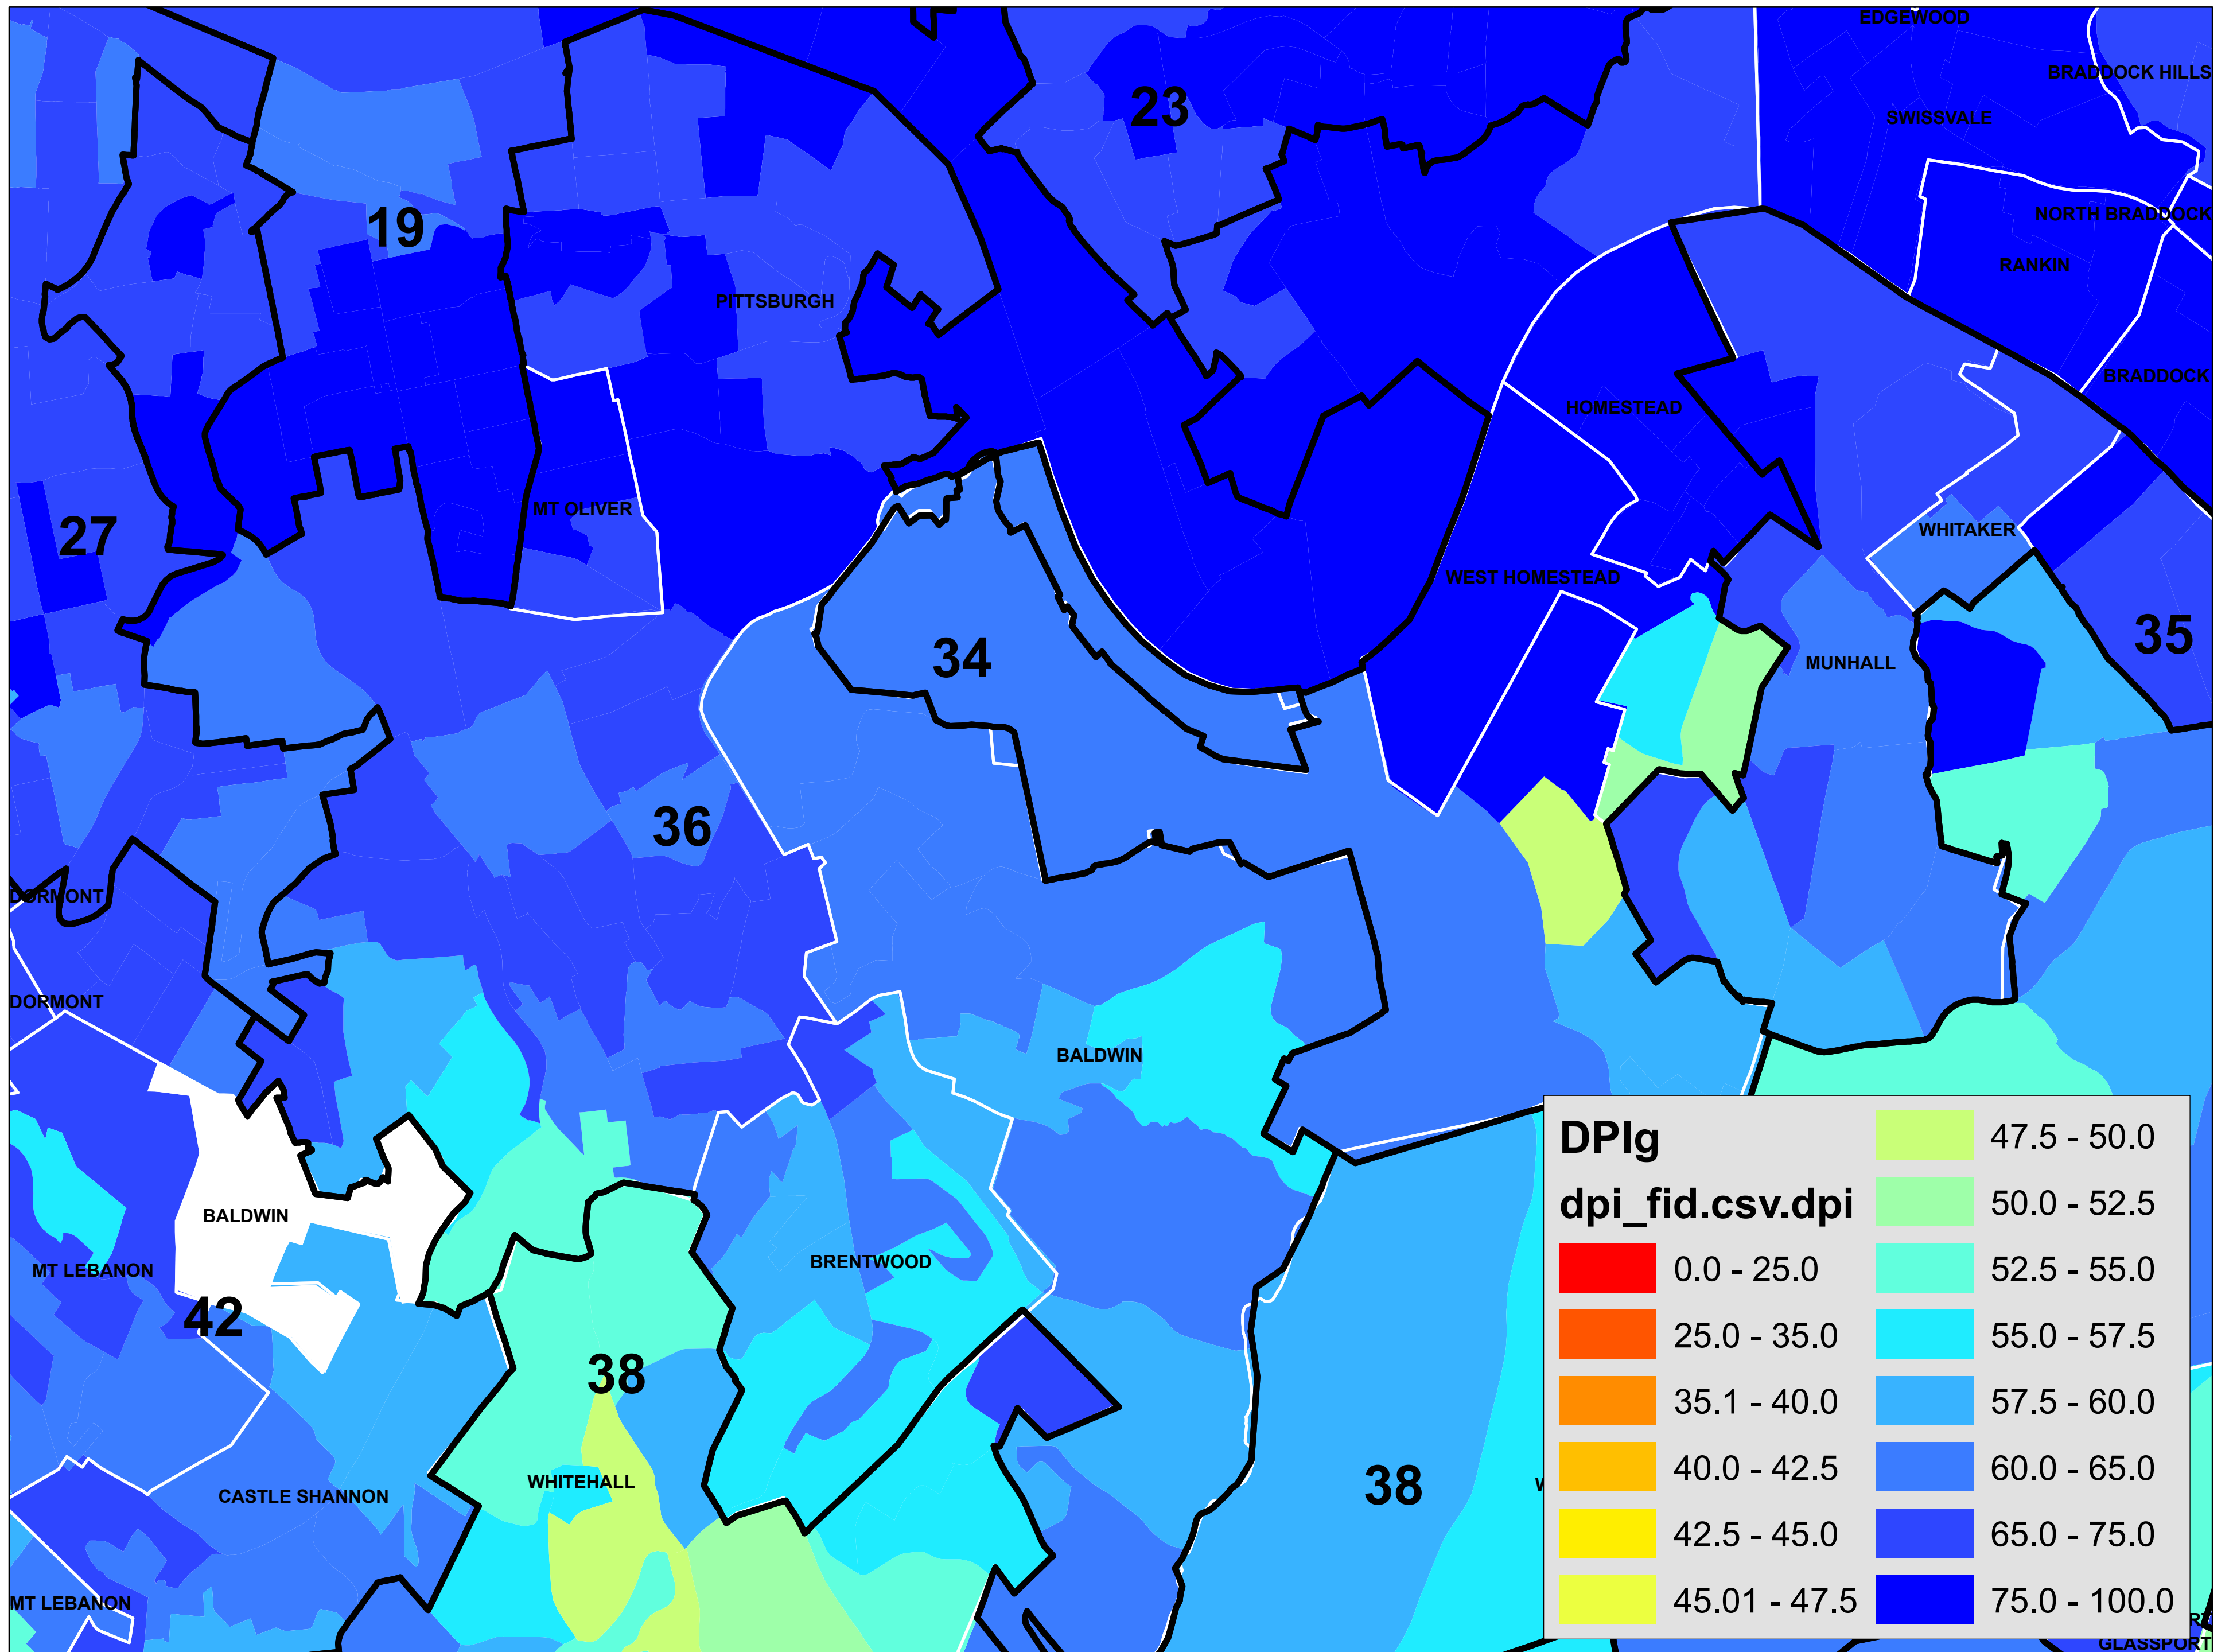 EDGEWOOD
BRADDOCK HILLS
23
SWISSVALE
19
NORTH BRADDOCK
RANKIN
PITTSBURGH
BRADDOCK
HOMESTEAD
MT OLIVER
27
WHITAKER
WEST HOMESTEAD
35
34
MUNHALL
36
DORMONT
DORMONT
BALDWIN
BALDWIN
MT LEBANON
BRENTWOOD
42
38
WHITEHALL
CASTLE SHANNON
38
MT LEBANON
GLASSPORT
DPIg
dpi_fid.csv.dpi
0.0 - 25.0
25.0 - 35.0
35.1 - 40.0
40.0 - 42.5
42.5 - 45.0
45.01 - 47.5
47.5 - 50.0
50.0 - 52.5
52.5 - 55.0
55.0 - 57.5
57.5 - 60.0
60.0 - 65.0
65.0 - 75.0
75.0 - 100.0